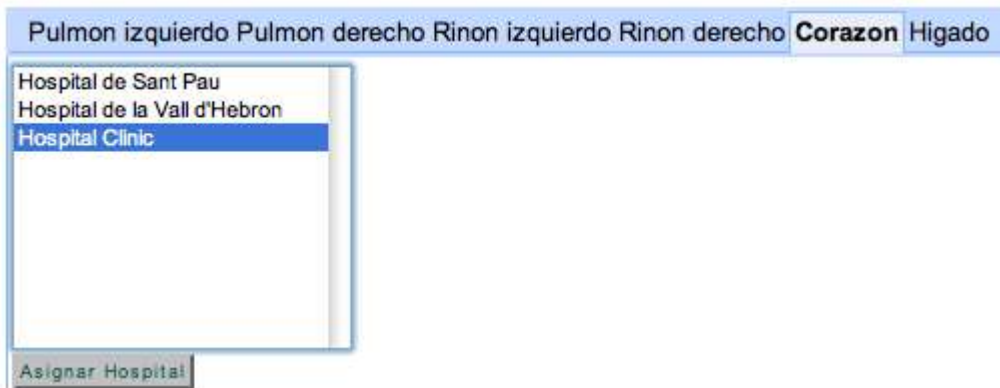 Pulmon izquierdo Pulmon derecho Rinon izquierdo Rinon derecho Corazon Higado
Hospital de Sant Pau
Hospital de la Vall d'Hebron
Hospital Clinic
Asignar Hospital